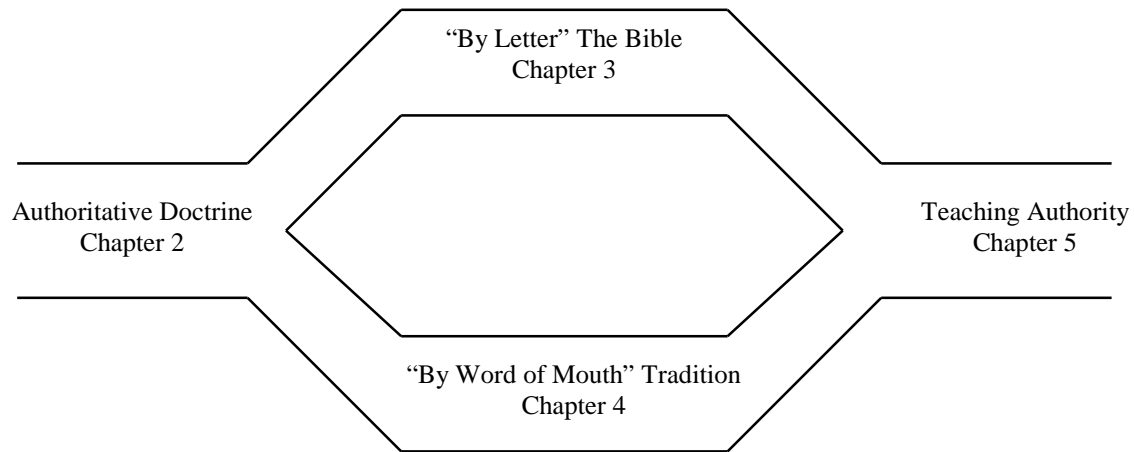 “By Letter” The Bible
Chapter 3
Authoritative Doctrine
Chapter 2
Teaching Authority
Chapter 5
“By Word of Mouth” Tradition
Chapter 4